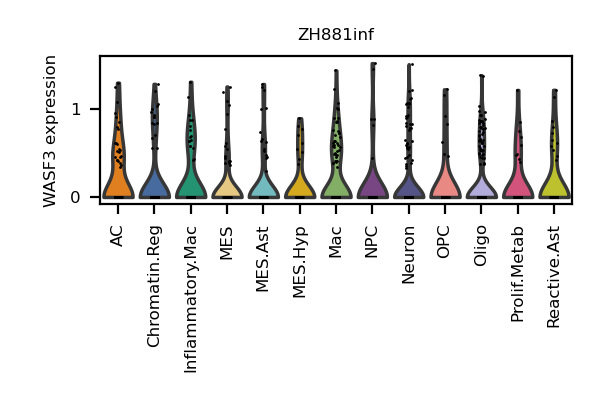 ZH881inf
WASF3 expression
1
0
AC
Chromatin.Reg
Inflammatory.Mac
MES
MES.Ast
MES.Hyp
Mac
NPC
Neuron
OPC
Oligo
Prolif.Metab
Reactive.Ast